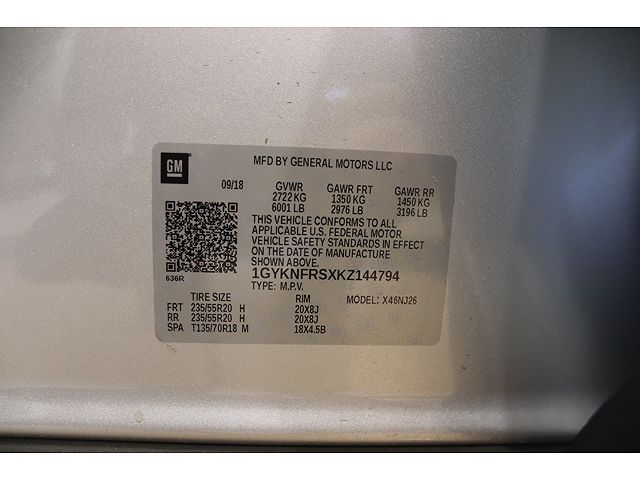 GM
MFD BY GENERAL MOTORS LLC
09/18 GVWR GAWR FRT GAWR RR
2722 KG 1350 KG 1450 KG
6001 LB 2976 LB 3196 LB
THIS VEHICLE CONFORMS TO ALL
APPLICABLE U.S. FEDERAL MOTOR
VEHICLE SAFETY STANDARDS IN EFFECT
ON THE DATE OF MANUFACTURE
SHOWN ABOVE.
636R
1GYKNFRSXKZ144794
TYPE: M.P.V. MODEL: X46NJ26
TIRE SIZE RIM
FRT 235/55R20 H 20X8J
RR 235/55R20 H 20X8J
SPA T135/70R18 M 18X4.5B